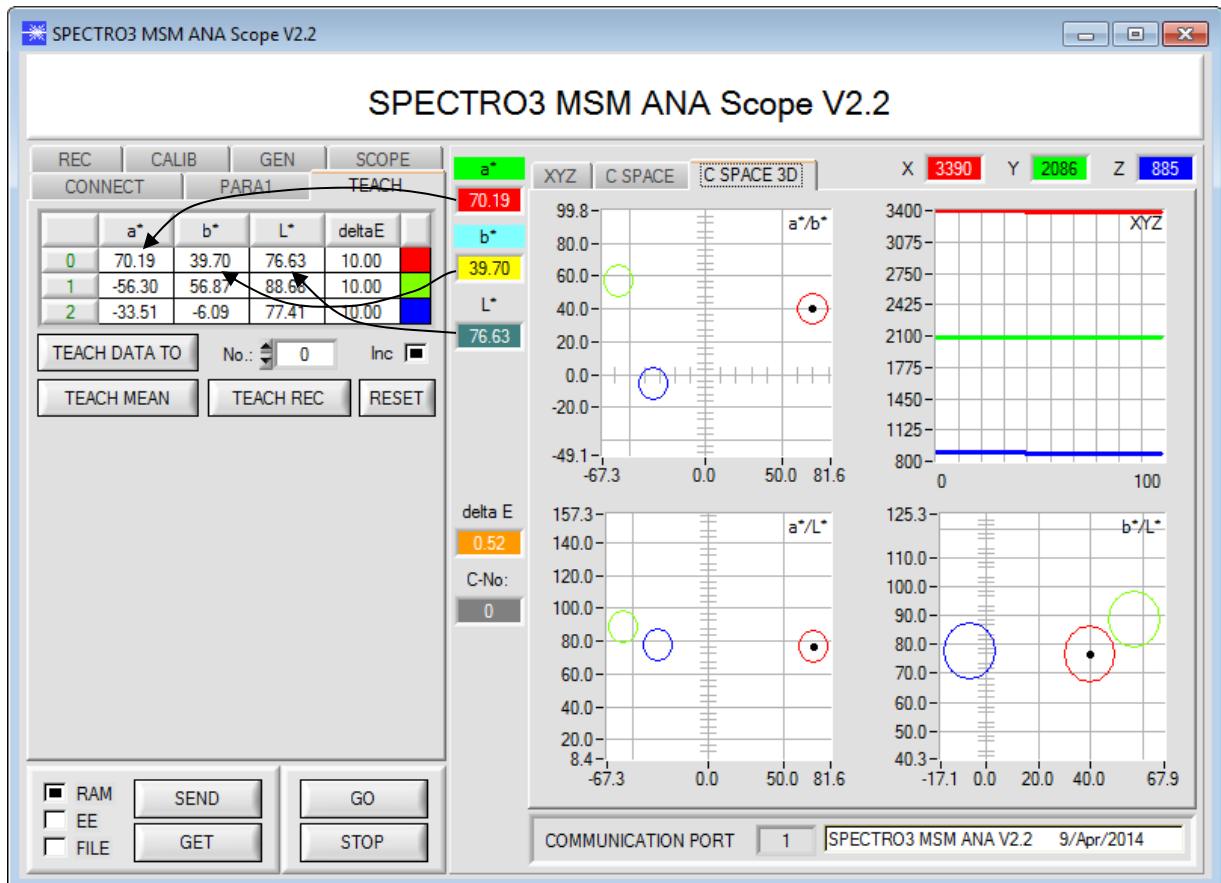 SPECTRO3 MSM ANA Scope V2.2
SPECTRO3 MSM ANA Scope V2.2
REC CALIB GEN SCOPE
CONNECT PARA1 TEACH
a* b* L* deltaE
0 70.19 39.70 76.63 10.00
1 -56.30 56.87 88.68 10.00
2 -33.51 -6.09 77.41 10.00
TEACH DATA TO No.: 0 Inc
TEACH MEAN TEACH REC RESET
RAM
EE
FILE
SEND
GET
GO
STOP
a*
70.19
b*
39.70
L*
76.63
delta E
0.52
C-No:
0
XYZ C SPACE C SPACE 3D
X 3390 Y 2086 Z 885
a*/b*
99.8
80.0
60.0
40.0
20.0
0.0
-20.0
-49.1
-67.3 0.0 50.0 81.6
XYZ
3400
3075
2750
2425
2100
1775
1450
1125
800
0 100
a*/L*
157.3
140.0
120.0
100.0
80.0
60.0
40.0
20.0
8.4
-67.3 0.0 50.0 81.6
b*/L*
125.3
110.0
100.0
90.0
80.0
70.0
60.0
50.0
40.3
-17.1 0.0 20.0 40.0 67.9
COMMUNICATION PORT 1 SPECTRO3 MSM ANA V2.2 9/Apr/2014